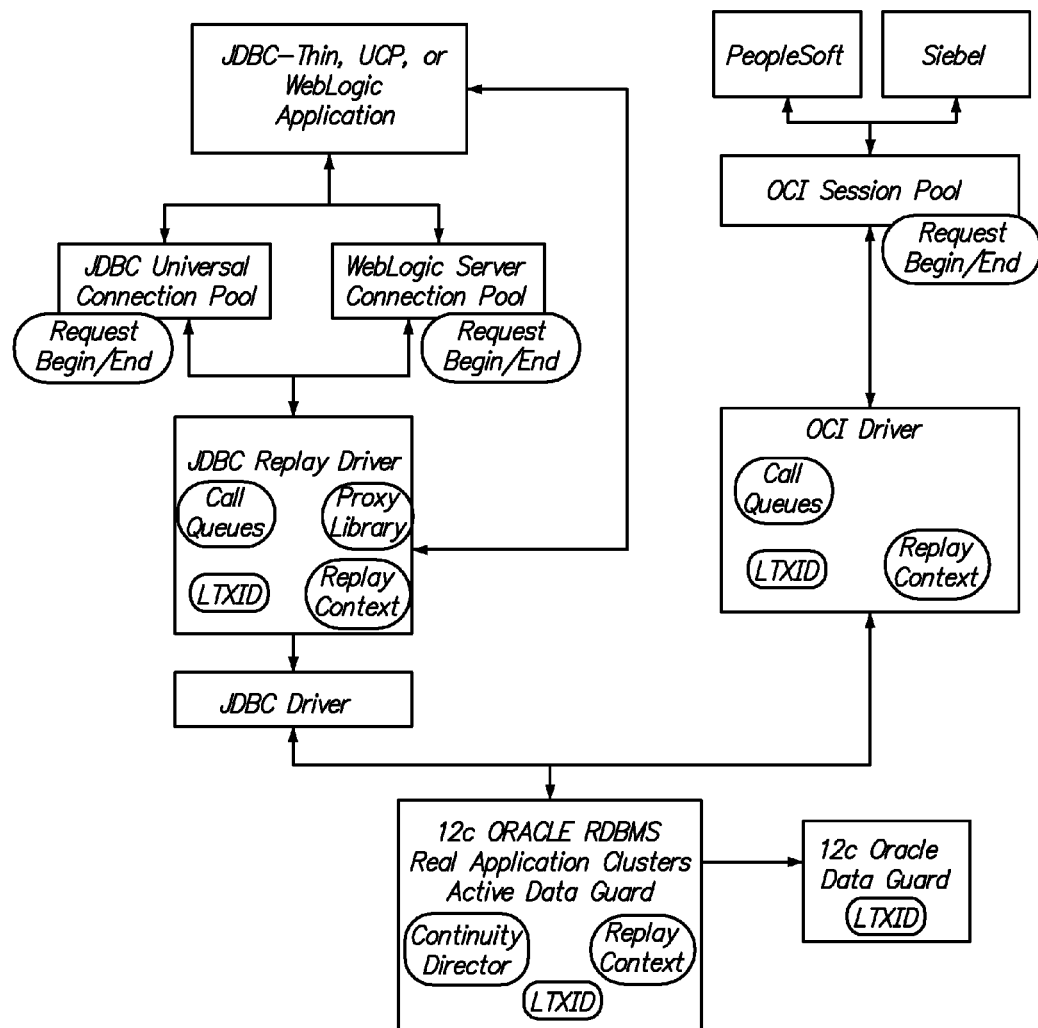 JDBC-Thin, UCP, or
WebLogic
Application
PeopleSoft
Siebel
OCI Session Pool
Request
Begin/End
JDBC Universal
Connection Pool
Request
Begin/End
WebLogic Server
Connection Pool
Request
Begin/End
JDBC Replay Driver
Call
Queues
Proxy
Library
LTXID
Replay
Context
OCI Driver
Call
Queues
LTXID
Replay
Context
JDBC Driver
12c ORACLE RDBMS
Real Application Clusters
Active Data Guard
Continuity
Director
Replay
Context
LTXID
12c Oracle
Data Guard
LTXID